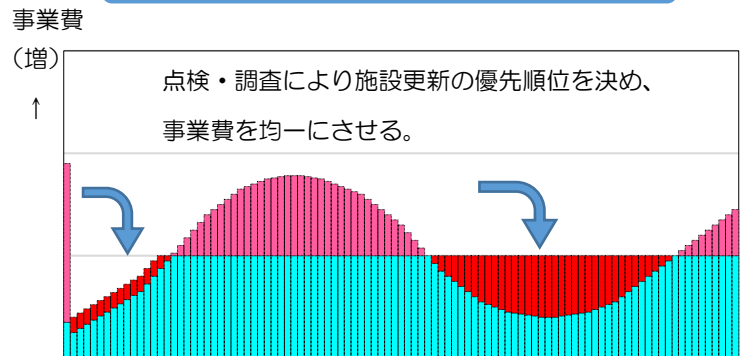 事業費
（増）
↑
点検・調査により施設更新の優先順位を決め、
事業費を均一にさせる。